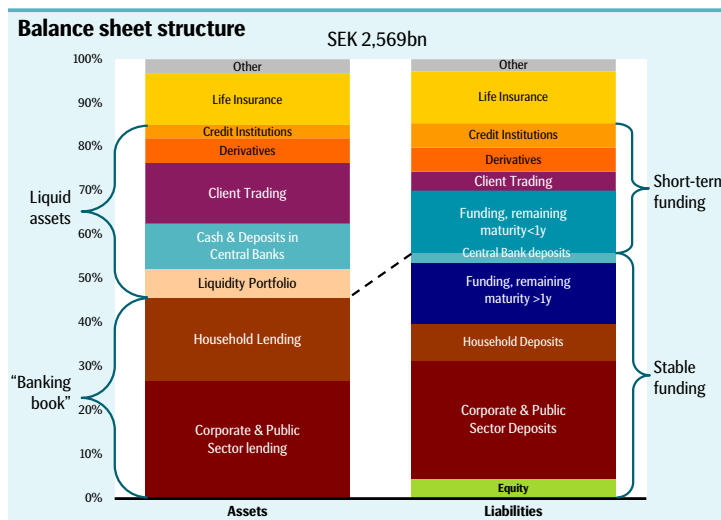 Balance sheet structure
SEK 2,569bn
100%
90%
80%
70%
60%
50%
40%
30%
20%
10%
0%
Liquid
assets
"Banking
book"
Other
Life Insurance
Credit Institutions
Derivatives
Client Trading
Cash & Deposits in
Central Banks
Liquidity Portfolio
Household Lending
Corporate & Public
Sector lending
Assets
Other
Life Insurance
Credit Institutions
Derivatives
Client Trading
Funding, remaining
maturity<1y
Central Bank deposits
Funding, remaining
maturity >1y
Household Deposits
Corporate & Public
Sector Deposits
Equity
Liabilities
Short-term
funding
Stable
funding